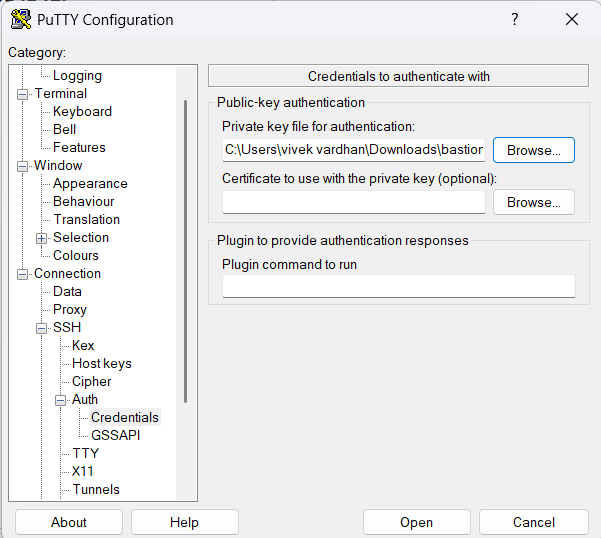 PuTTY Configuration
?
Category:
Logging
Terminal
Keyboard
Bell
Features
Window
Appearance
Behaviour
Translation
Selection
Colours
Connection
Data
Proxy
SSH
Kex
Host keys
Cipher
Auth
Credentials
GSSAPI
TTY
X11
Tunnels
Credentials to authenticate with
Public-key authentication
Private key file for authentication:
C:\Users\vivek vardhan\Downloads\bastion Browse...
Certificate to use with the private key (optional):
Browse...
Plugin to provide authentication responses
Plugin command to run
About Help Open Cancel